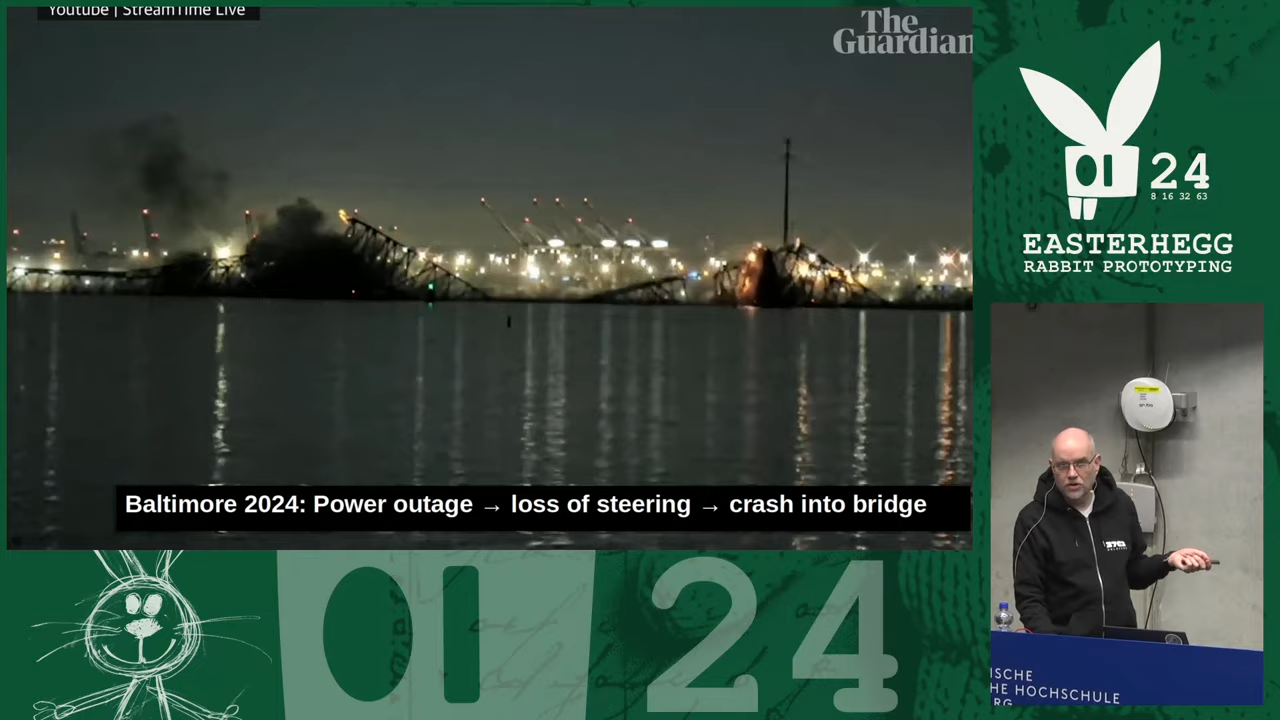 Youtube | StreamTime Live
The
Guardian
24
8 16 32 63
EASTERHEGG
RABBIT PROTOTYPING
Baltimore 2024: Power outage → loss of steering → crash into bridge
24
ISCHE
HE HOCHSCHULE
RG